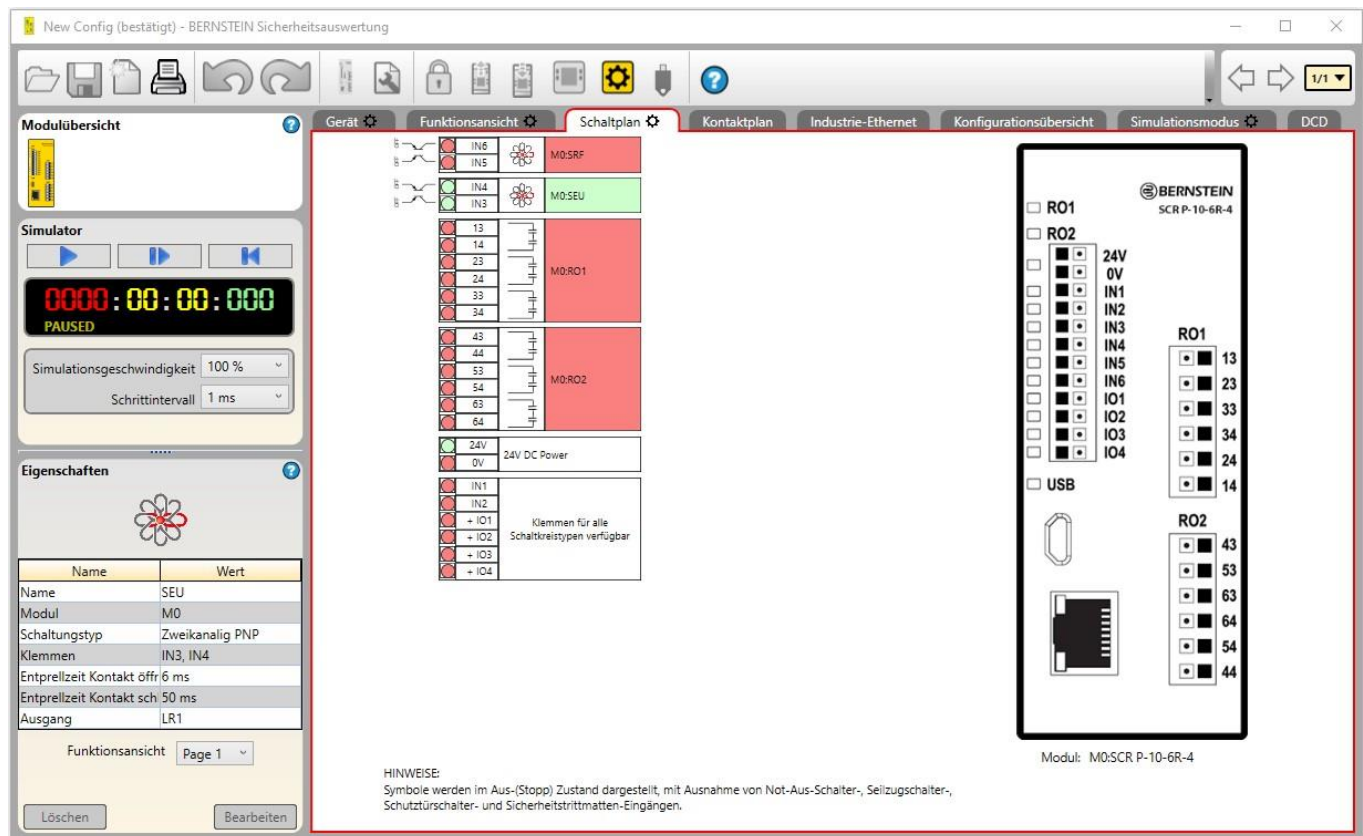 New Config (bestätigt) - BERNSTEIN Sicherheitsauswertung
1/1
Modulübersicht
Gerät
Funktionsansicht
Schaltplan
Kontaktplan
Industrie-Ethernet
Konfigurationsübersicht
Simulationsmodus
DCD
Simulator
0000:00:00:000
PAUSED
Simulationsgeschwindigkeit 100 %
Schrittintervall 1 ms
Eigenschaften
Name Wert
Name SEU
Modul M0
Schaltungstyp Zweikanalig PNP
Klemmen IN3, IN4
Entprellzeit Kontakt öffr 6 ms
Entprellzeit Kontakt sch 50 ms
Ausgang LR1
Funktionsansicht Page 1
Löschen Bearbeiten
IN6
IN5
M0:SRF
IN4
IN3
M0:SEU
13
14
23
24
33
34
M0:RO1
43
44
53
54
63
64
M0:RO2
24V
0V
24V DC Power
IN1
IN2
+ IO1
+ IO2
+ IO3
+ IO4
Klemmen für alle
Schaltkreistypen verfügbar
HINWEISE:
Symbole werden im Aus-(Stopp) Zustand dargestellt, mit Ausnahme von Not-Aus-Schalter-, Seilzugschalter-,
Schutztürschalter- und Sicherheitstrittmatten-Eingängen.
BERNSTEIN
SCR P-10-6R-4
RO1
RO2
24V
0V
IN1
IN2
IN3
IN4
IN5
IN6
IO1
IO2
IO3
IO4
USB
RO1
13
23
33
34
24
14
RO2
43
53
63
64
54
44
Modul: M0:SCR P-10-6R-4